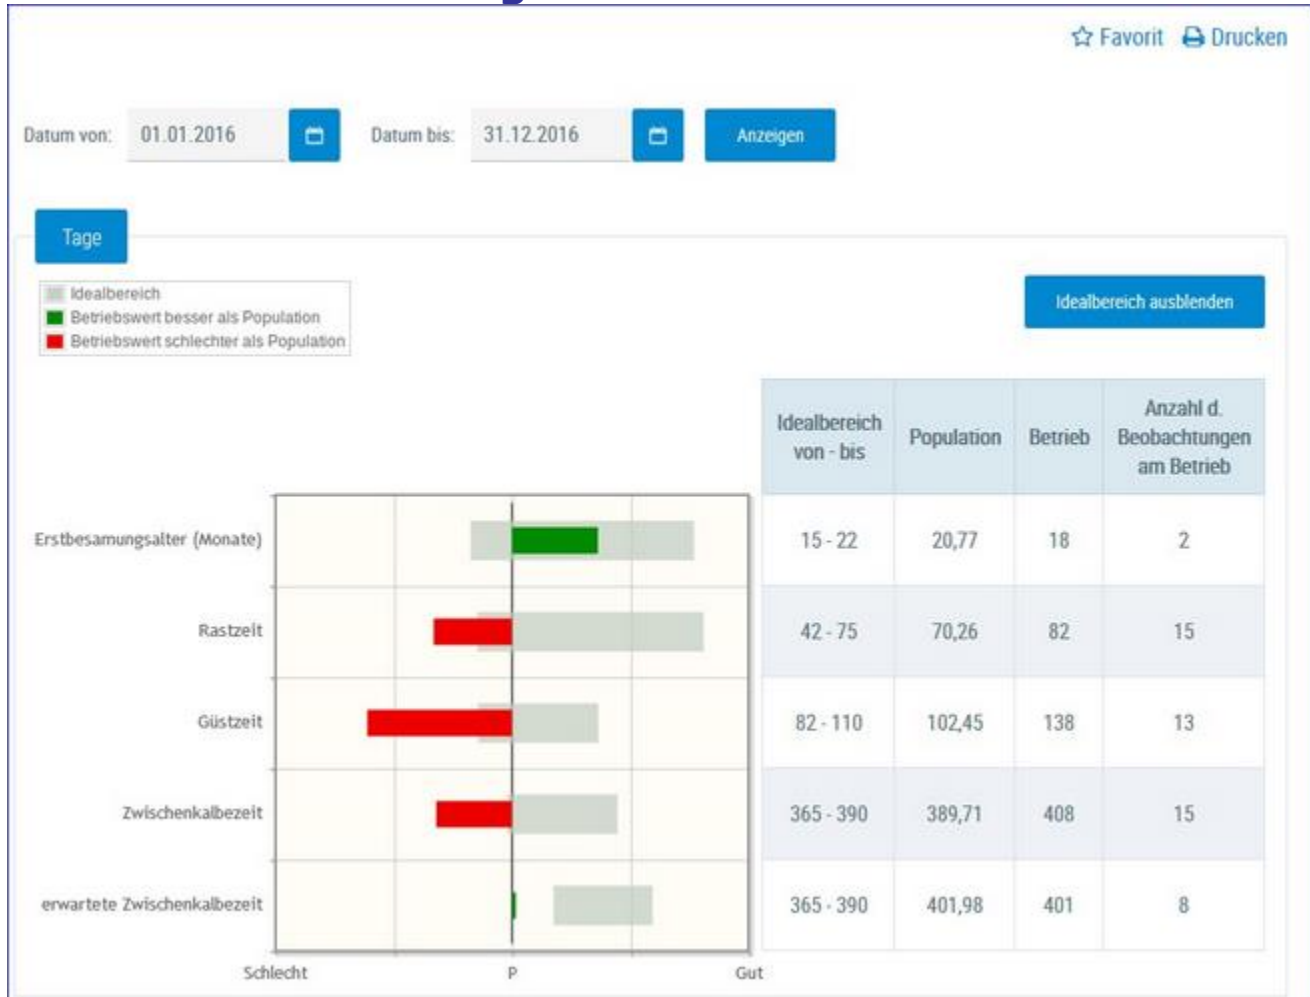 Favorit Drucken
Datum von: 01.01.2016 Datum bis: 31.12.2016 Anzeigen
Tage
Idealbereich
Betriebswert besser als Population
Betriebswert schlechter als Population
Idealbereich ausblenden
Idealbereich von - bis Population Betrieb Anzahl d. Beobachtungen am Betrieb
Erstbesamungsalter (Monate) 15 - 22 20,77 18 2
Rastzeit 42 - 75 70,26 82 15
Güstzeit 82 - 110 102,45 138 13
Zwischenkalbezeit 365 - 390 389,71 408 15
erwartete Zwischenkalbezeit 365 - 390 401,98 401 8
Schlecht P Gut